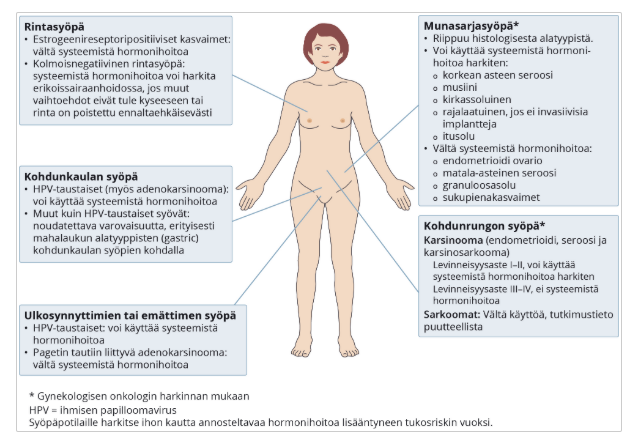 Rintasyöpä
• Estrogeenireseptoripositiiviset kasvaimet:
vältä systeemistä hormonihoitoa
• Kolmoisnegatiivinen rintasyöpä:
systeemistä hormonihoitoa voi harkita
erikoissairaanhoidossa, jos muut
vaihtoehdot eivät tule kyseeseen tai
rinta on poistettu ennaltaehkäisevästi
Kohdunkaulan syöpä
• HPV-taustaiset (myös adenokarsinooma):
voi käyttää systeemistä hormonihoitoa
• Muut kuin HPV-taustaiset syövät:
noudatettava varovaisuutta, erityisesti
mahalaukun alatyyppisten (gastric)
kohdunkaulan syöpien kohdalla
Ulkosynnyttimien tai emättimen syöpä
• HPV-taustaiset: voi käyttää systeemistä
hormonihoitoa
• Pagetin tautiin liittyvä adenokarsinooma:
vältä systeemistä hormonihoitoa
Munasarjasyöpä*
• Riippuu histologisesta alatyypistä.
• Voi käyttää systeemistä hormoni-
hoitoa harkiten:
o korkean asteen seroosi
o musiini
o kirkassoluinen
o rajalaatuinen, jos ei invasiivisia
implantteja
o itusolu
• Vältä systeemistä hormonihoitoa:
o endometrioidi ovario
o matala-asteinen seroosi
o granuloosasolu
o sukupienakasvaimet
Kohdunrungon syöpä*
Karsinooma (endometrioidi, seroosi ja
karsinosarkooma)
Levinneisyysaste I–II, voi käyttää
systeemistä hormonihoitoa harkiten
Levinneisyysaste III–IV, ei systeemistä
hormonihoitoa
Sarkoomat: Vältä käyttöä, tutkimustieto
puutteellista
* Gynekologisen onkologin harkinnan mukaan
HPV = ihmisen papilloomavirus
Syöpäpotilaille harkitse ihon kautta annosteltavaa hormonihoitoa lisääntyneen tukosriskin vuoksi.